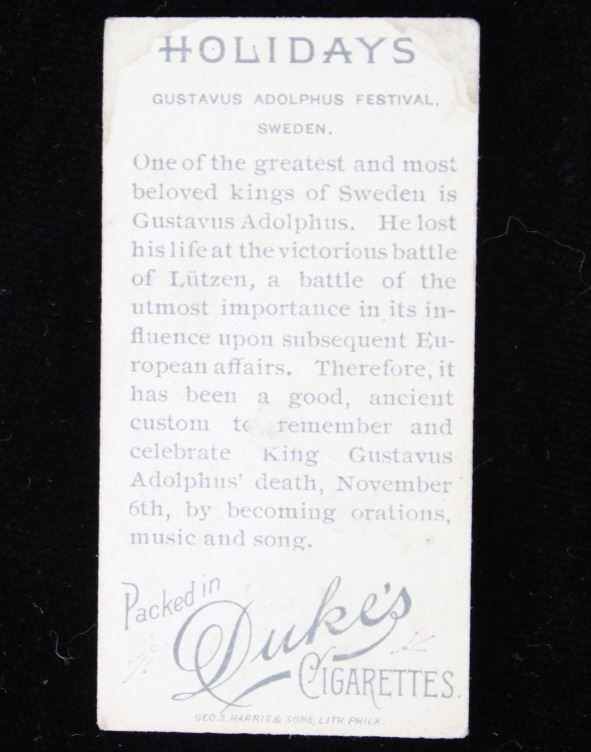 HOLIDAYS
GUSTAVUS ADOLPHUS FESTIVAL,
SWEDEN.
One of the greatest and most
beloved kings of Sweden is
Gustavus Adolphus. He lost
his life at the victorious battle
of Lützen, a battle of the
utmost importance in its in-
fluence upon subsequent Eu-
ropean affairs. Therefore, it
has been a good, ancient
custom to remember and
celebrate King Gustavus
Adolphus' death, November
6th, by becoming orations,
music and song.
Packed in
Duke's
CIGARETTES.
GEO. S. HARRIS & SONS, LITH. PHILA.